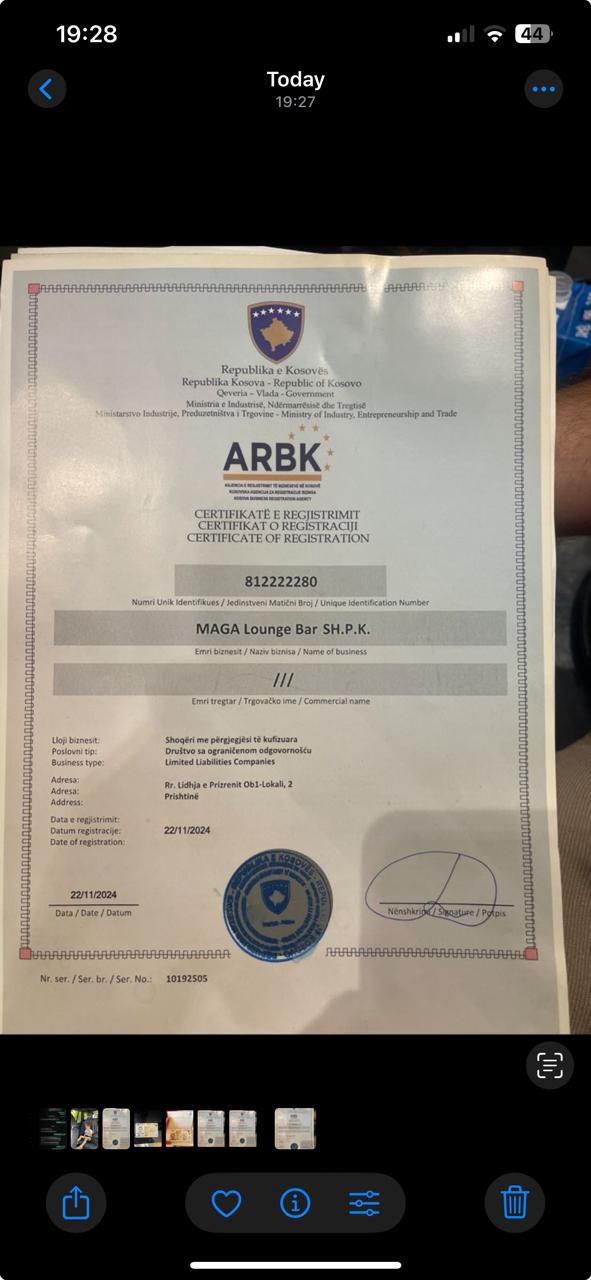 19:28
44
Today
19:27
Republika e Kosovës
Republika Kosova - Republic of Kosovo
Qeveria – Vlada - Government
Ministria e Industrisë, Ndërmarrësisë dhe Tregtisë
Ministarstvo Industrije, Preduzetništva i Trgovine - Ministry of Industry, Entrepreneurship and Trade
ARBK
AGJENCIA E REGJISTRIMIT TË BIZNESEVE NË KOSOVË
KOSOVSKA AGENCIJA ZA REGISTRACIJU BIZNISA
KOSOVO BUSINESS REGISTRATION AGENCY
CERTIFIKATË E REGJISTRIMIT
CERTIFIKAT O REGISTRACIJI
CERTIFICATE OF REGISTRATION
812222280
Numri Unik Identifikues / Jedinstveni Matični Broj / Unique Identification Number
MAGA Lounge Bar SH.P.K.
Emri biznesit / Naziv biznisa / Name of business
///
Emri tregtar / Trgovačko ime / Commercial name
Lloji biznesit: Shoqëri me përgjegjësi të kufizuara
Poslovni tip: Društvo sa ograničenom odgovornošću
Business type: Limited Liabilities Companies
Adresa:
Adresa: Rr. Lidhja e Prizrenit Ob1-Lokali, 2
Address: Prishtinë
Data e regjistrimit:
Datum registracije: 22/11/2024
Date of registration:
22/11/2024
Data / Date / Datum
Nënshkrimi / Signature / Potpis
Nr. ser. / Ser. br. / Ser. No.: 10192505